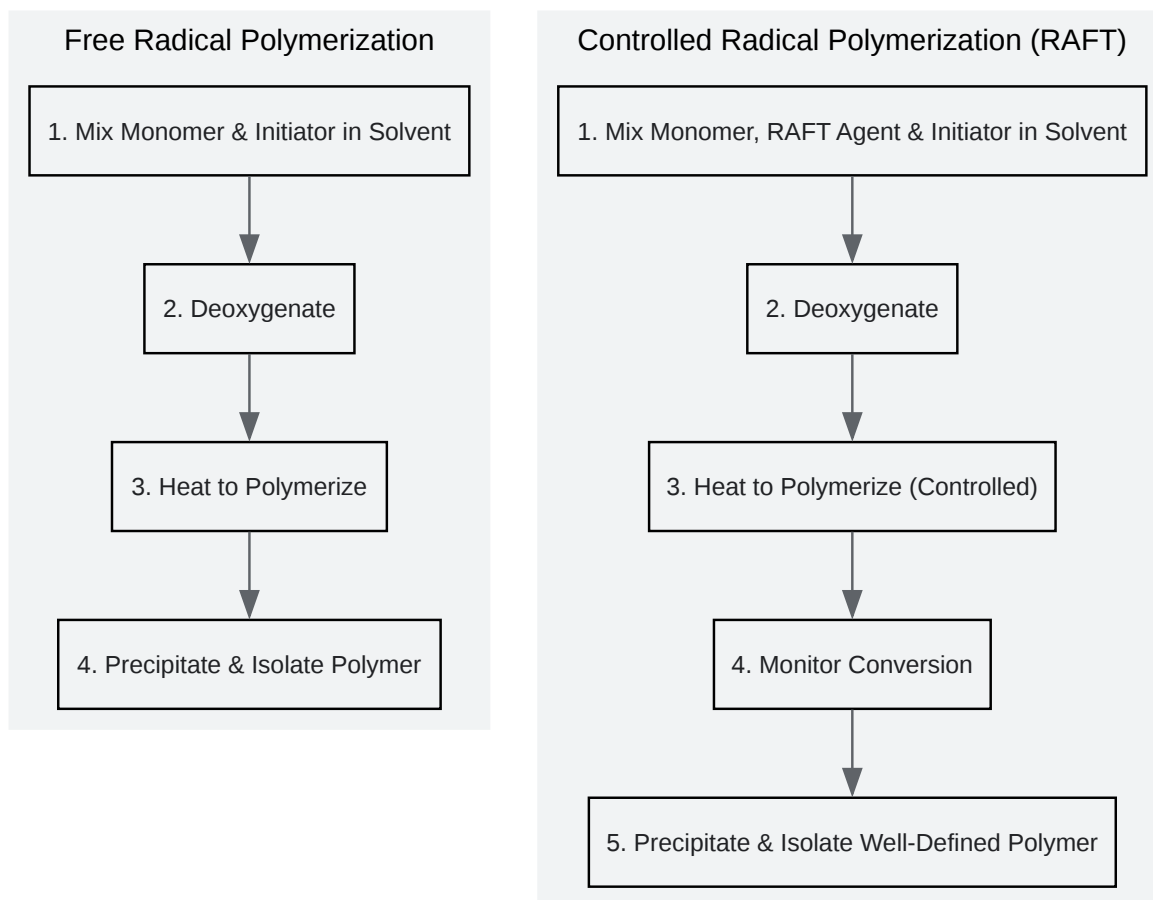 Free Radical Polymerization
1. Mix Monomer & Initiator in Solvent
2. Deoxygenate
3. Heat to Polymerize
4. Precipitate & Isolate Polymer
Controlled Radical Polymerization (RAFT)
1. Mix Monomer, RAFT Agent & Initiator in Solvent
2. Deoxygenate
3. Heat to Polymerize (Controlled)
4. Monitor Conversion
5. Precipitate & Isolate Well-Defined Polymer